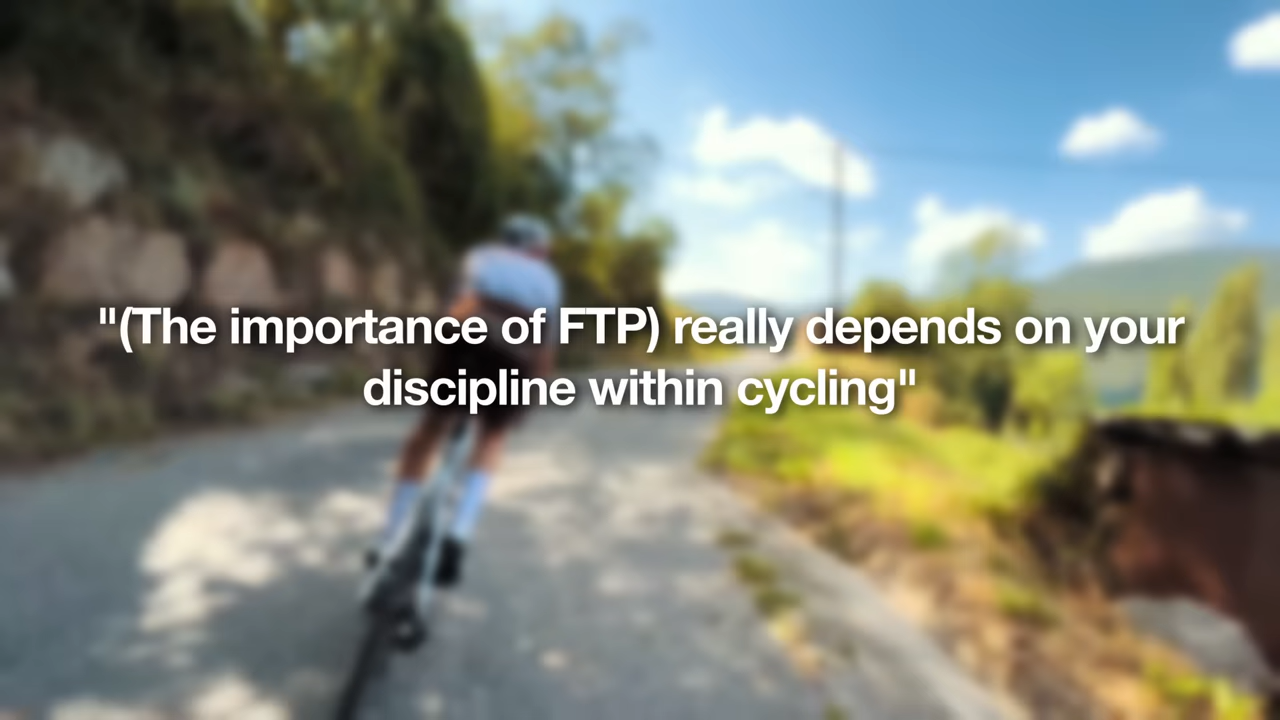 "(The importance of FTP) really depends on your
discipline within cycling"